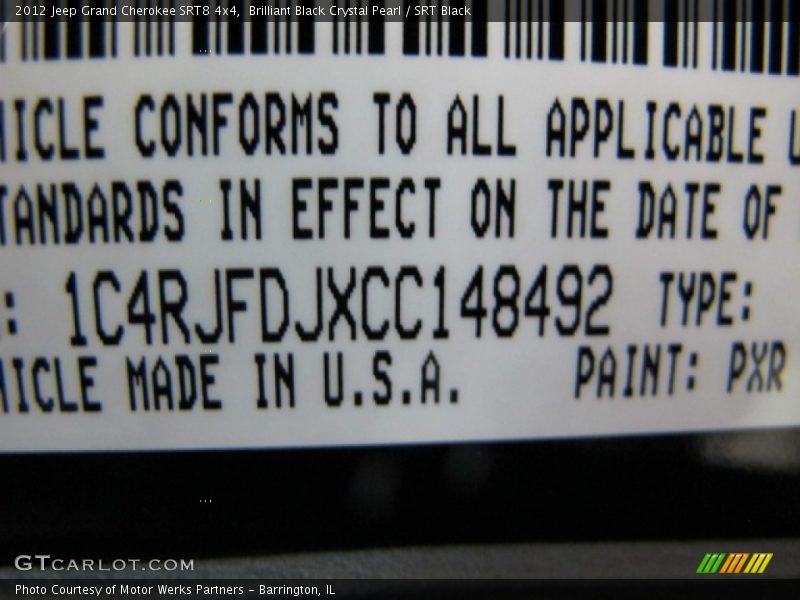 2012 Jeep Grand Cherokee SRT8 4x4, Brilliant Black Crystal Pearl / SRT Black
ICLE CONFORMS TO ALL APPLICABLE U
TANDARDS IN EFFECT ON THE DATE OF
: 1C4RJFDJXCC148492 TYPE:
ICLE MADE IN U.S.A. PAINT: PXR
GTCARLOT.COM
Photo Courtesy of Motor Werks Partners – Barrington, IL